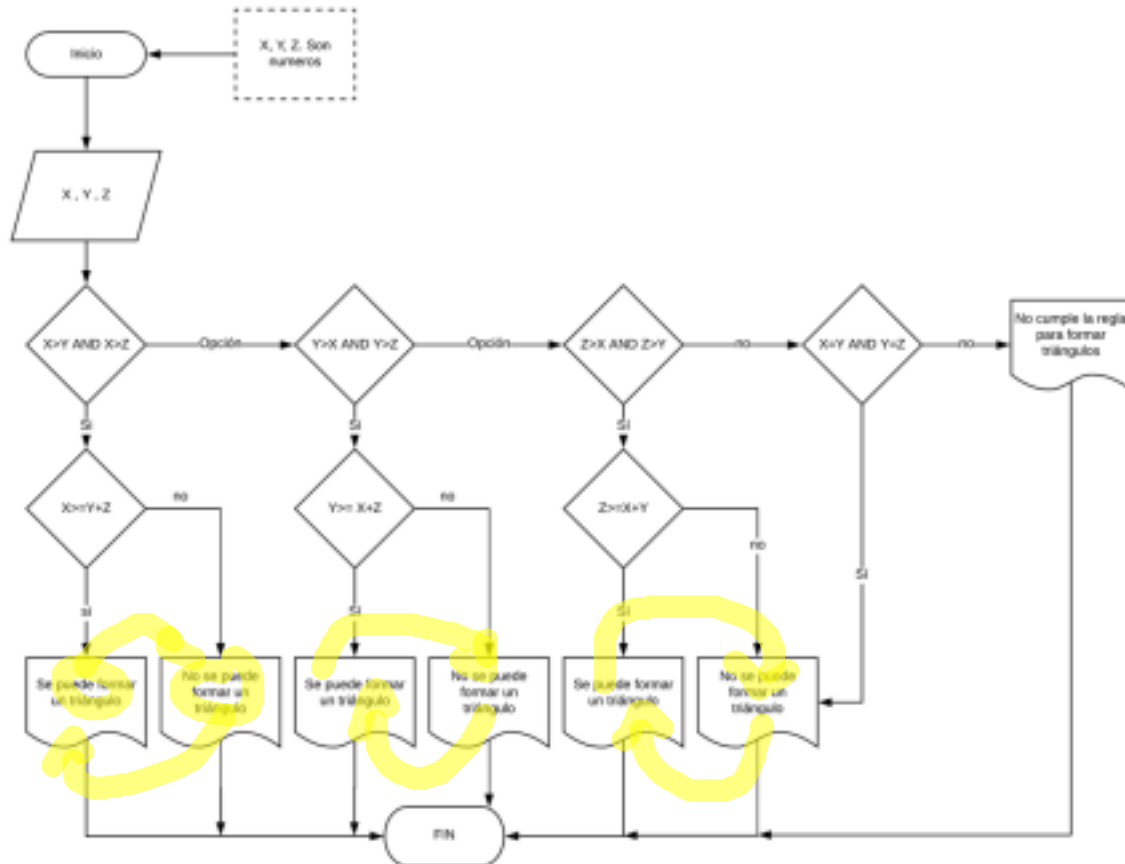 Inicio
X, Y, Z. Son
numeros
X , Y , Z
X>Y AND X>Z
Opción
Y>X AND Y>Z
Opción
Z>X AND Z>Y
no
X=Y AND Y=Z
no
No cumple la regla
para formar
triángulos
Si
Si
Si
X>=Y+Z
no
Y>= X+Z
no
Z>=X+Y
no
Si
si
Si
Si
Se puede formar
un triángulo
No se puede
formar un
triángulo
Se puede formar
un triángulo
No se puede
formar un
triángulo
Se puede formar
un triángulo
No se puede
formar un
triángulo
FIN